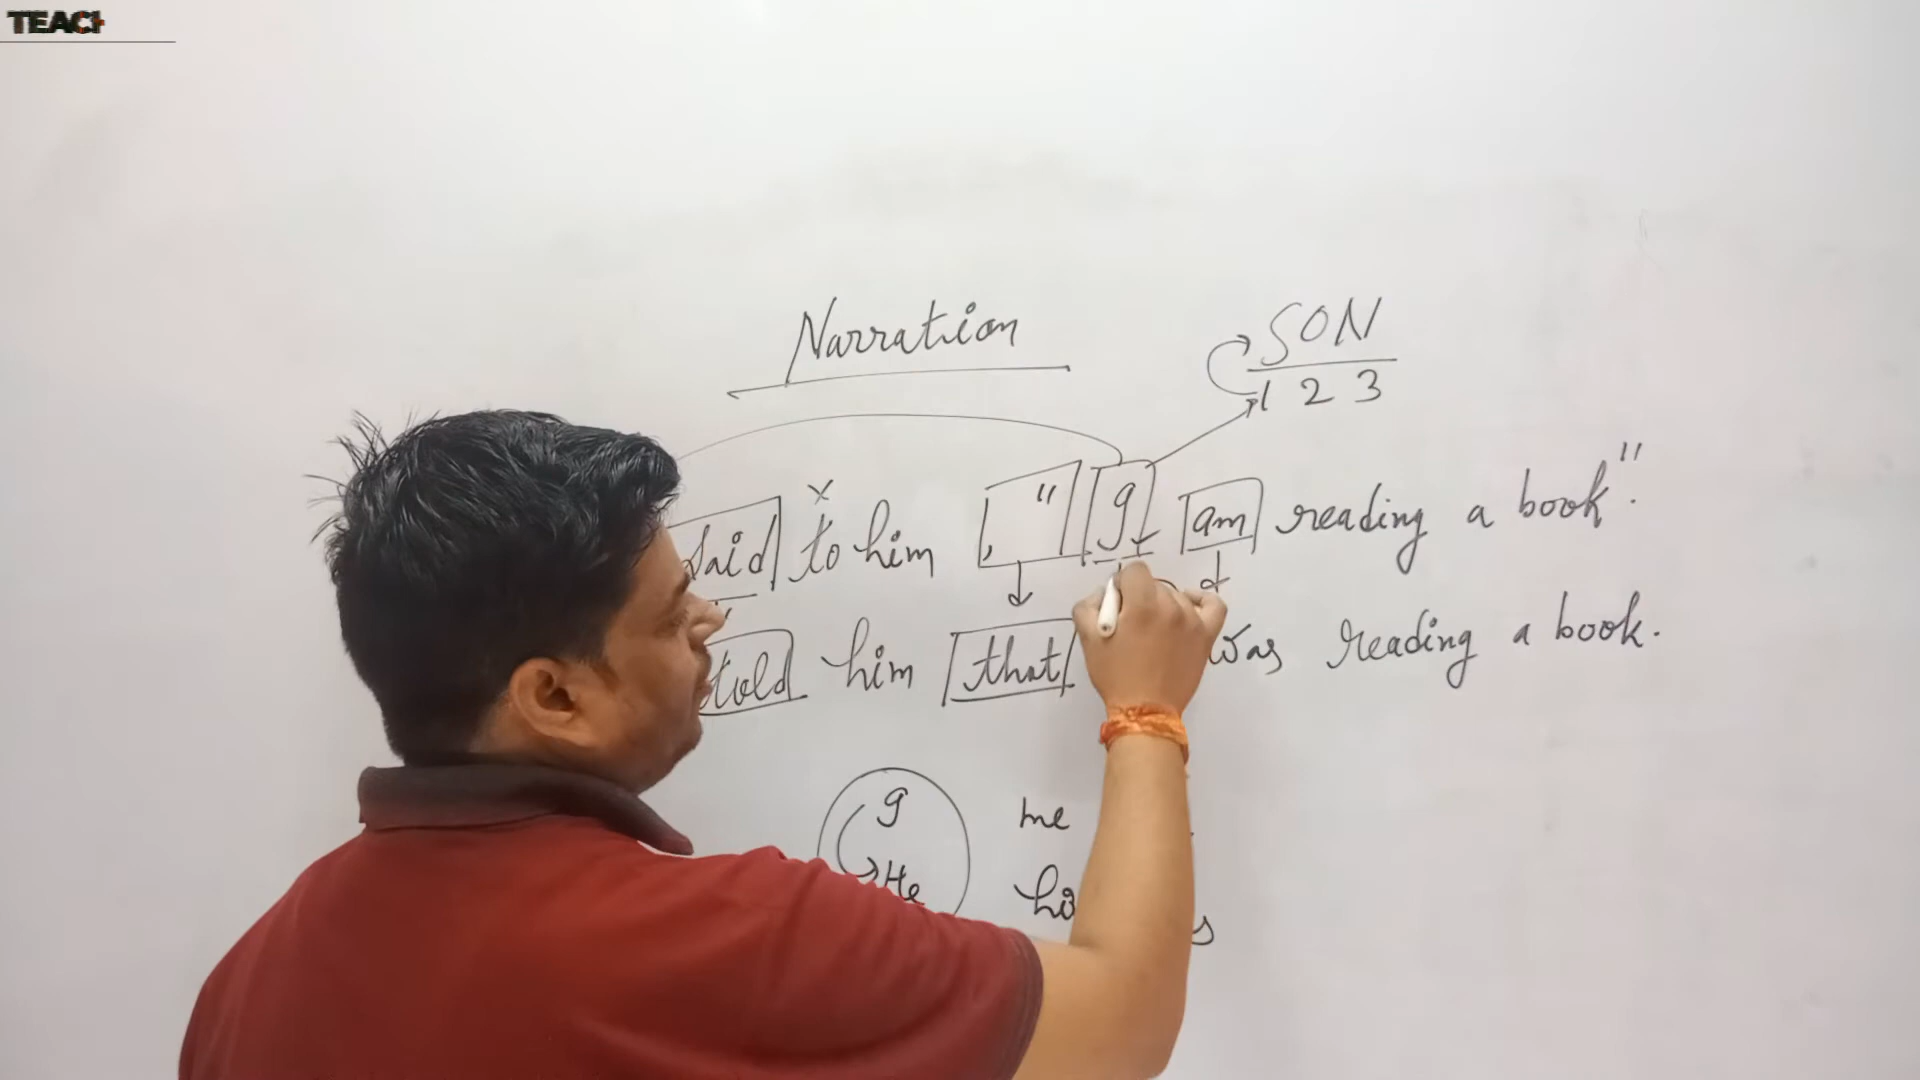 TEACH
Narration
SON
1 2 3
x
said to him , " I am reading a book".
told him that was reading a book.
I me
He
s